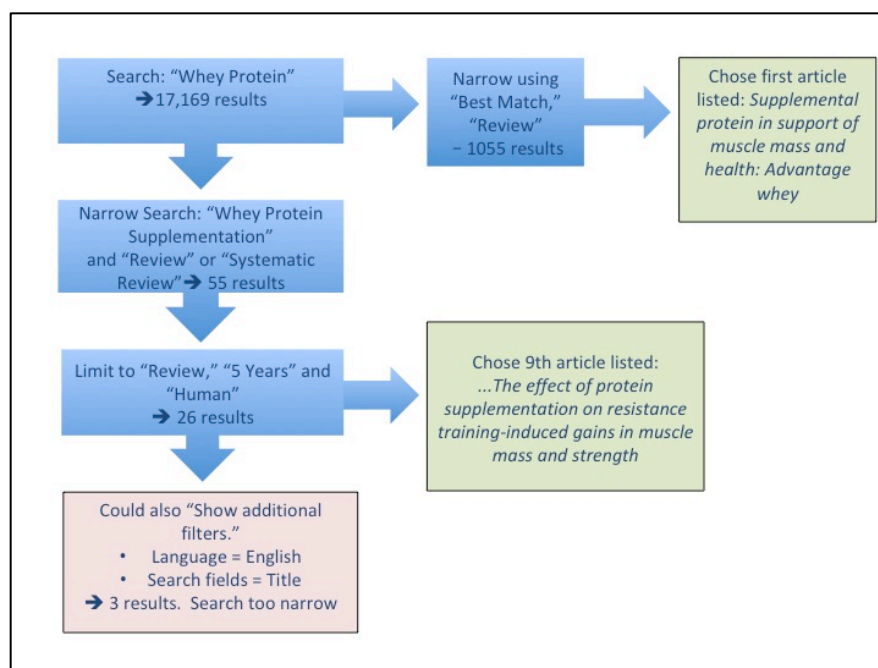 Search: “Whey Protein”
➔17,169 results
Narrow using
“Best Match,”
“Review”
– 1055 results
Chose first article
listed: Supplemental
protein in support of
muscle mass and
health: Advantage
whey
Narrow Search: “Whey Protein
Supplementation”
and “Review” or “Systematic
Review” ➔ 55 results
Limit to “Review,” “5 Years” and
“Human”
➔ 26 results
Chose 9th article listed:
...The effect of protein
supplementation on resistance
training-induced gains in muscle
mass and strength
Could also “Show additional
filters.”
• Language = English
• Search fields = Title
➔ 3 results. Search too narrow